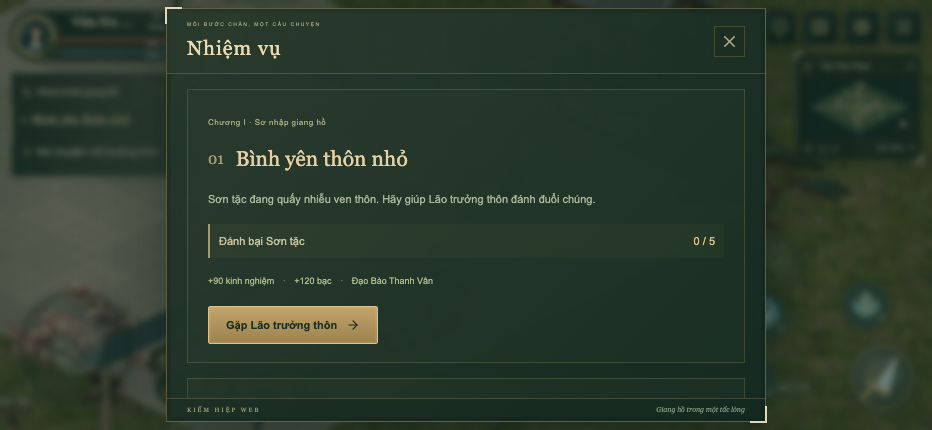 MỖI BƯỚC CHÂN, MỘT CÂU CHUYỆN
Nhiệm vụ
Chương I · Sơ nhập giang hồ
01 Bình yên thôn nhỏ
Sơn tặc đang quấy nhiễu ven thôn. Hãy giúp Lão trưởng thôn đánh đuổi chúng.
Đánh bại Sơn tặc 0 / 5
+90 kinh nghiệm · +120 bạc · Đạo Bào Thanh Vân
Gặp Lão trưởng thôn →
KIẾM HIỆP WEB Giang hồ trong một tấc lòng